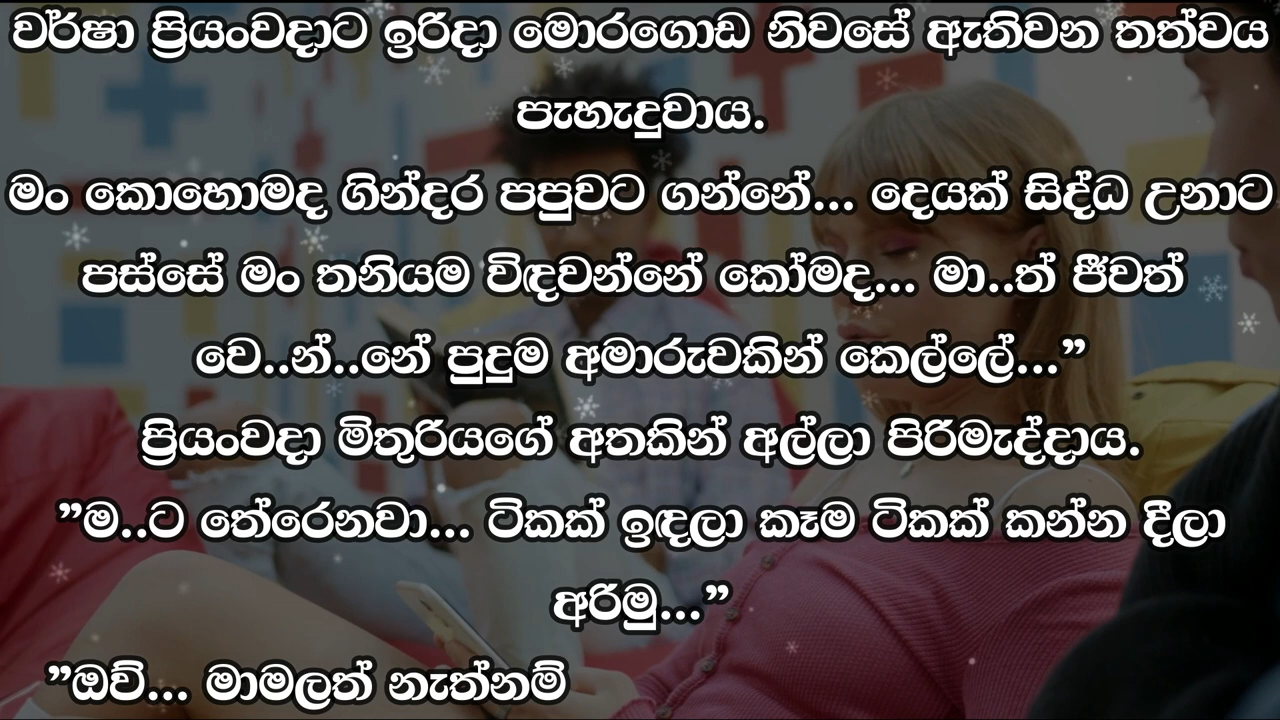 වර්ෂා ප්‍රියංවදාට ඉරිදා මොරගොඩ නිවසේ ඇතිවන තත්වය
පැහැදුවාය.
මං කොහොමද ගින්දර පපුවට ගන්නේ... දෙයක් සිද්ධ උනාට
පස්සේ මං තනියම විඳවන්නේ කෝමද... මා..ත් ජීවත්
වෙ..න්..නේ පුදුම අමාරුවකින් කෙල්ලේ...”
ප්‍රියංවදා මිතුරියගේ අතකින් අල්ලා පිරිමැද්දාය.
”ම..ට තේරෙනවා... ටිකක් ඉඳලා කෑම ටිකක් කන්න දීලා
අරිමු...”
”ඔව්... මාමලත් නැත්නම්